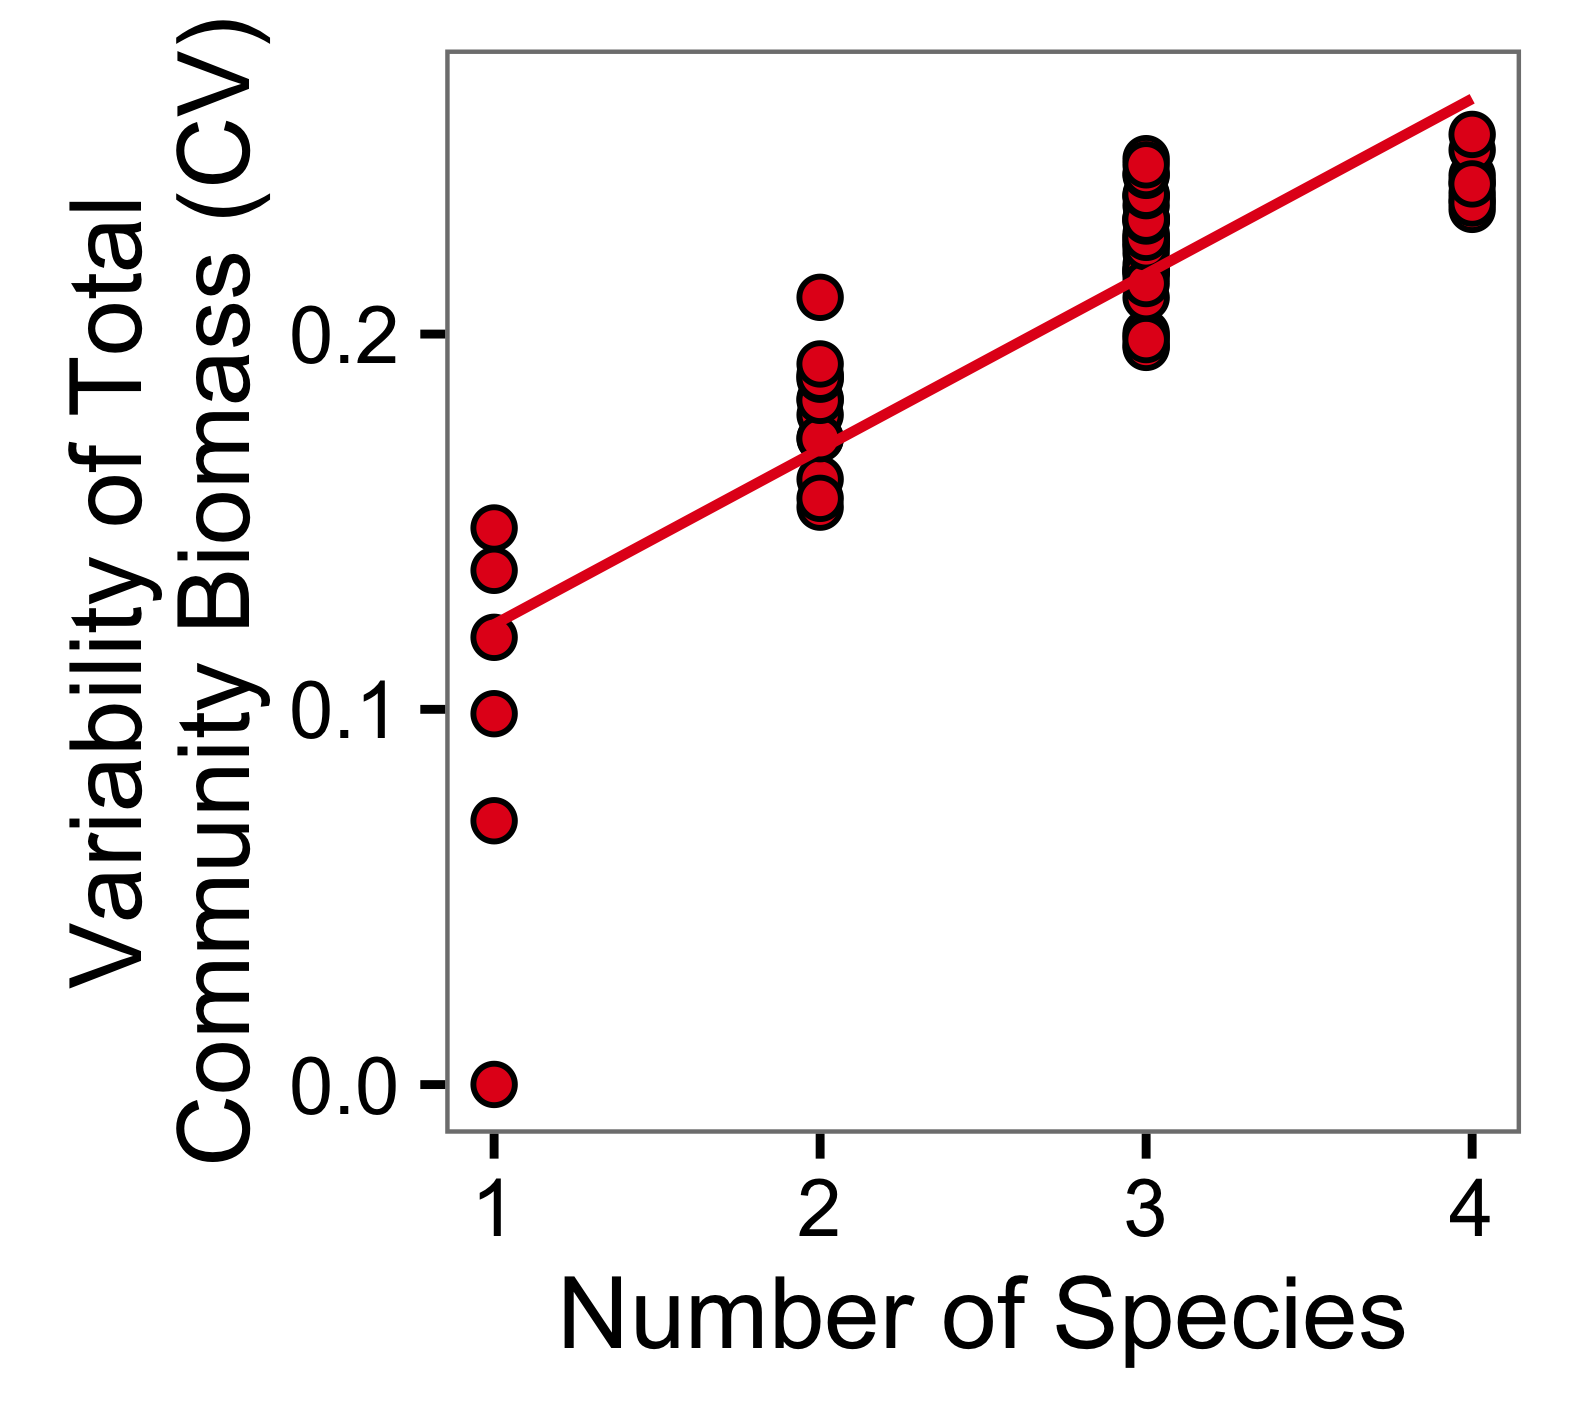 Variability of Total
Community Biomass (CV)
0.2
0.1
0.0
1 2 3 4
Number of Species